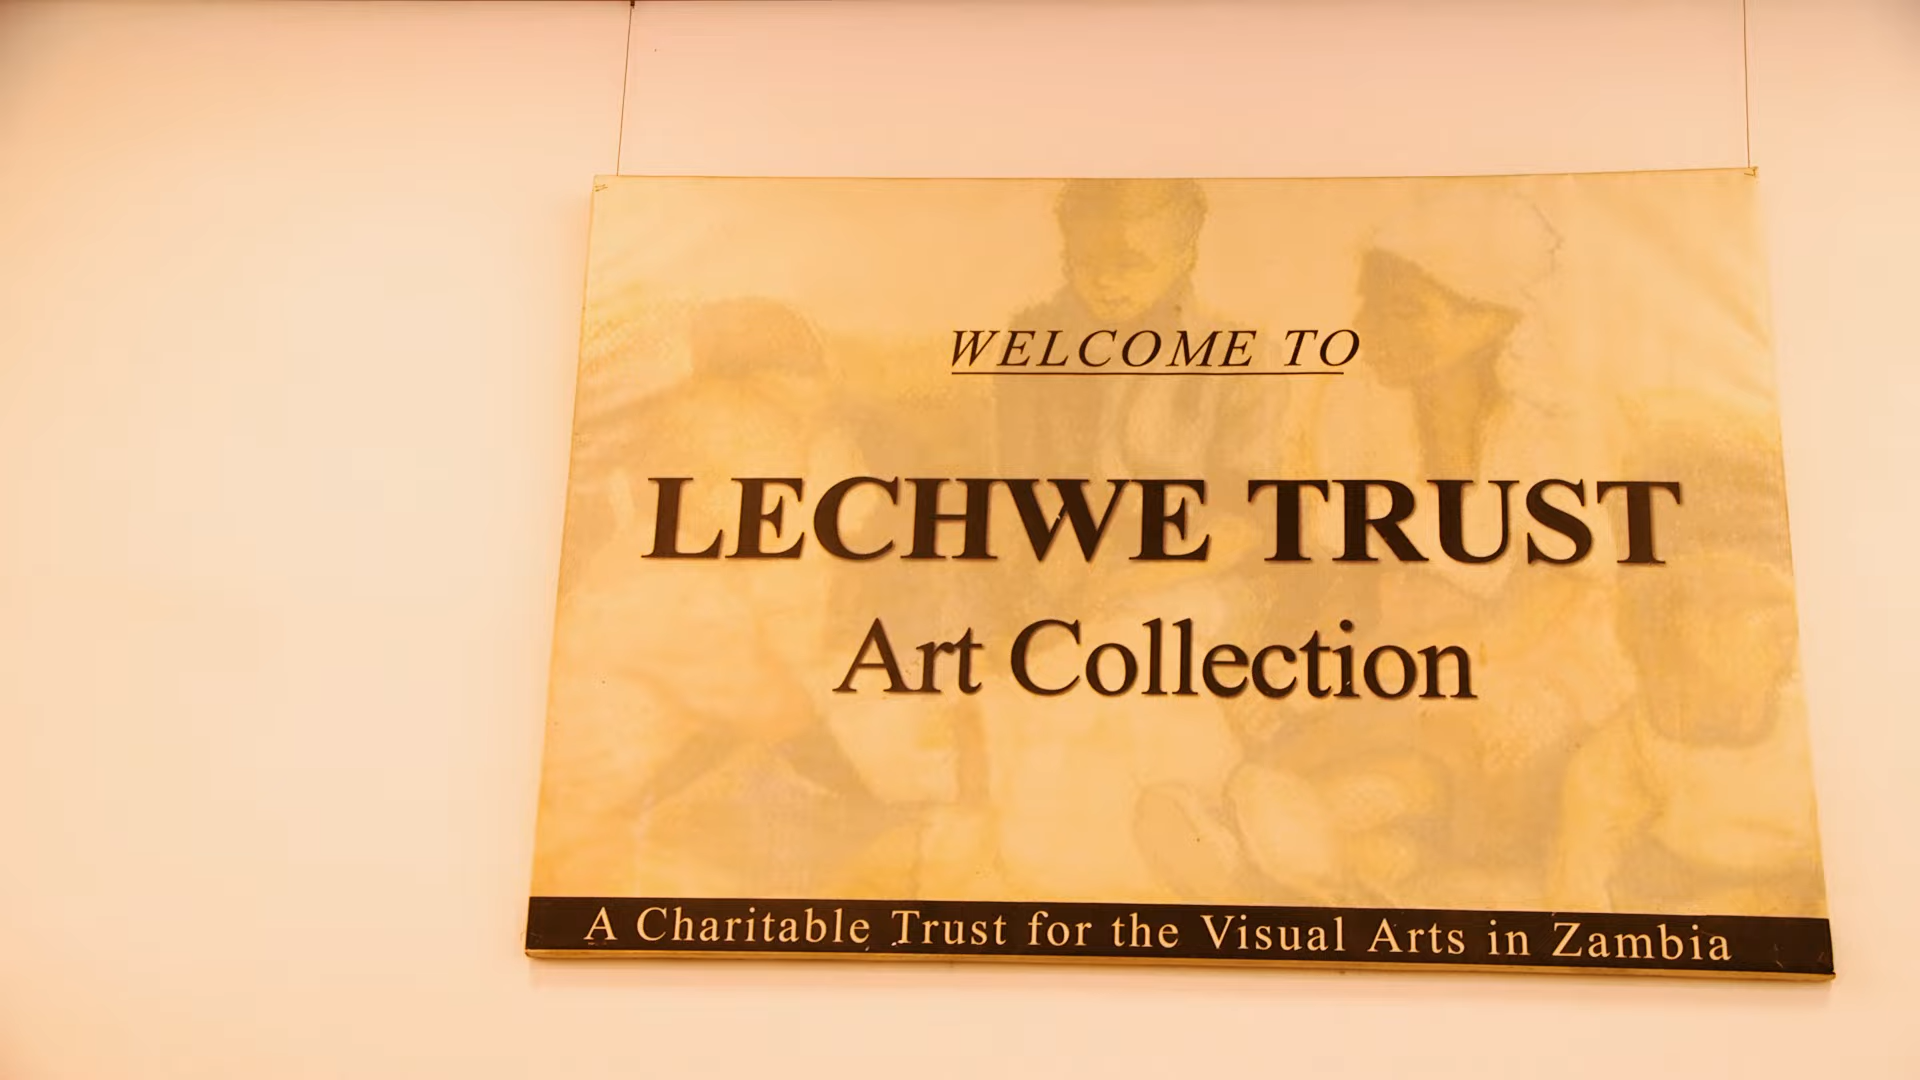 WELCOME TO
LECHWE TRUST
Art Collection
A Charitable Trust for the Visual Arts in Zambia